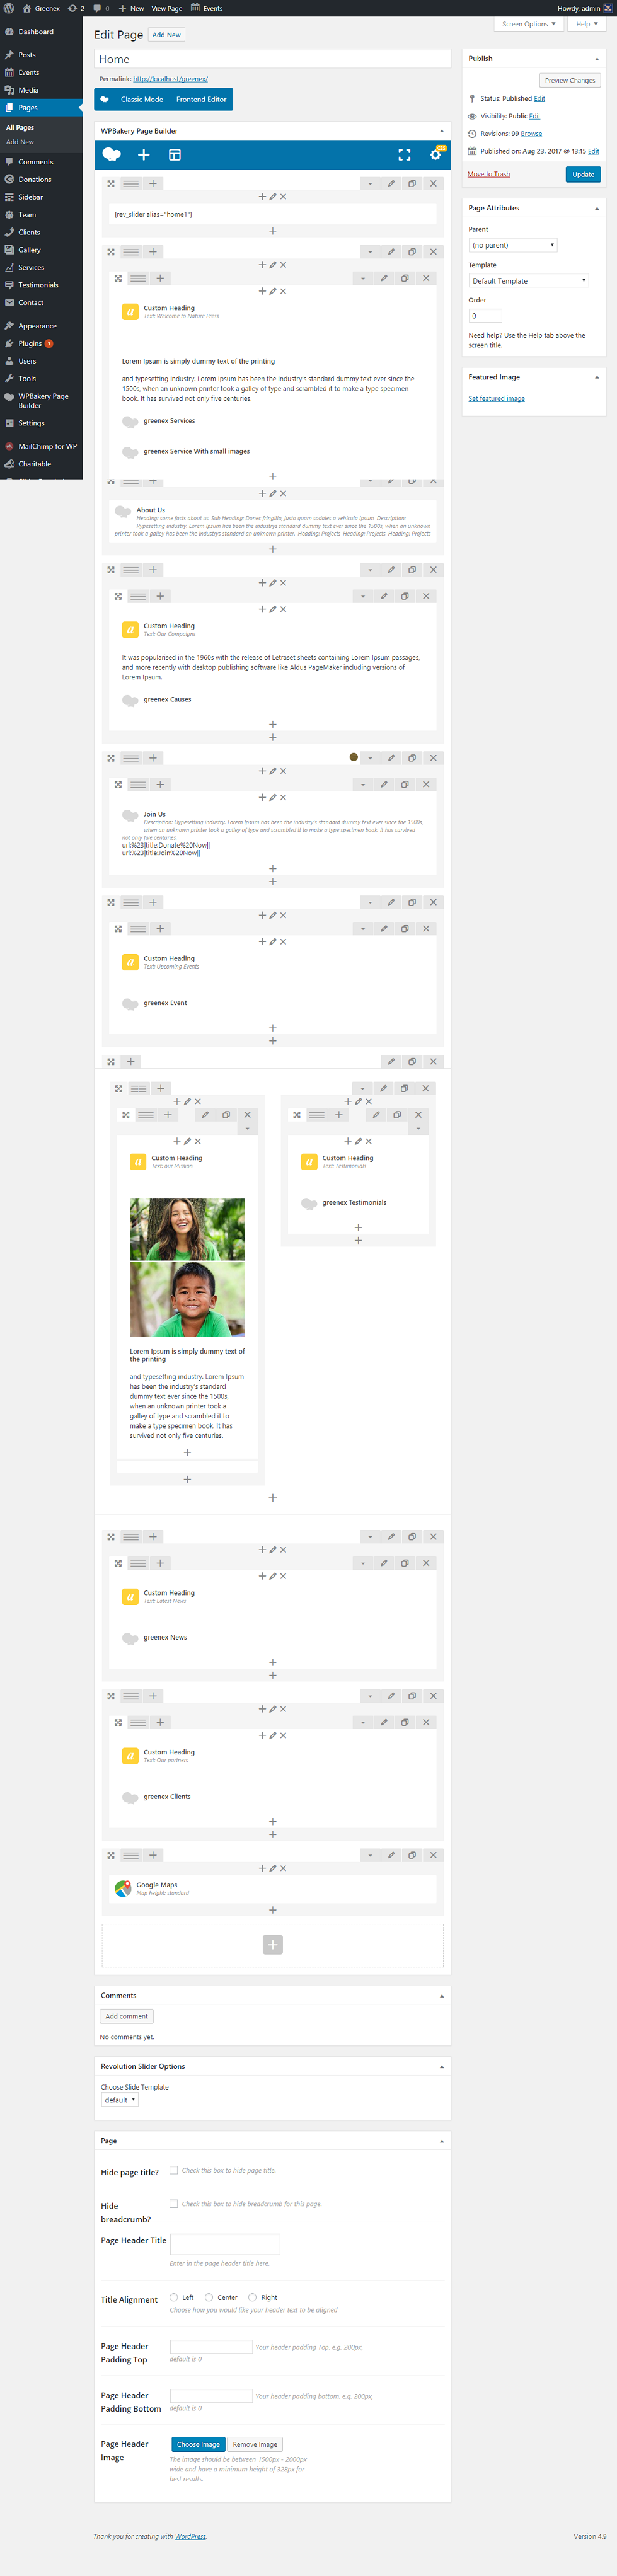 Greenex 2 0 New View Page Events Howdy, admin
Screen Options Help
Dashboard
Posts
Events
Media
Pages
All Pages
Add New
Comments
Donations
Sidebar
Team
Clients
Gallery
Services
Testimonials
Contact
Appearance
Plugins 1
Users
Tools
WPBakery Page
Builder
Settings
MailChimp for WP
Charitable
Edit Page Add New
Home
Permalink: http://localhost/greenex/
Classic Mode Frontend Editor
WPBakery Page Builder
[rev_slider alias="home1"]
Custom Heading
Text: Welcome to Nature Press
Lorem Ipsum is simply dummy text of the printing
and typesetting industry. Lorem Ipsum has been the industry's standard dummy text ever since the
1500s, when an unknown printer took a galley of type and scrambled it to make a type specimen
book. It has survived not only five centuries.
greenex Services
greenex Service With small images
About Us
Heading: some facts about us Sub Heading: Donec fringilla, justo quam sodales a vehicula ipsum Description:
Rypesetting industry. Lorem Ipsum has been the industrys standard dummy text ever since the 1500s, when an unknown
printer took a galley has been the industrys standard an unknown printer. Heading: Projects Heading: Projects Heading: Projects
Custom Heading
Text: Our Campaigns
It was popularised in the 1960s with the release of Letraset sheets containing Lorem Ipsum passages,
and more recently with desktop publishing software like Aldus PageMaker including versions of
Lorem Ipsum.
greenex Causes
Join Us
Description: Uypesetting industry. Lorem Ipsum has been the industry's standard dummy text ever since the 1500s,
when an unknown printer took a galley of type and scrambled it to make a type specimen book. It has survived
not only five centuries.
url:%23|title:Donate%20Now||
url:%23|title:Join%20Now||
Custom Heading
Text: Upcoming Events
greenex Event
Custom Heading
Text: our Mission
Lorem Ipsum is simply dummy text of
the printing
and typesetting industry. Lorem Ipsum
has been the industry's standard
dummy text ever since the 1500s,
when an unknown printer took a
galley of type and scrambled it to
make a type specimen book. It has
survived not only five centuries.
Custom Heading
Text: Testimonials
greenex Testimonials
Custom Heading
Text: Latest News
greenex News
Custom Heading
Text: Our partners
greenex Clients
Google Maps
Map height: standard
Comments
Add comment
No comments yet.
Revolution Slider Options
Choose Slide Template
default
Page
Hide page title? Check this box to hide page title.
Hide
breadcrumb?
Check this box to hide breadcrumb for this page.
Page Header Title
Enter in the page header title here.
Title Alignment Left Center Right
Choose how you would like your header text to be aligned
Page Header
Padding Top
Your header padding Top. e.g. 200px,
default is 0
Page Header
Padding Bottom
Your header padding bottom. e.g. 200px,
default is 0
Page Header
Image
Choose Image Remove Image
The image should be between 1500px - 2000px
wide and have a minimum height of 328px for
best results.
Publish
Preview Changes
Status: Published Edit
Visibility: Public Edit
Revisions: 99 Browse
Published on: Aug 23, 2017 @ 13:15 Edit
Move to Trash Update
Page Attributes
Parent
(no parent)
Template
Default Template
Order
0
Need help? Use the Help tab above the
screen title.
Featured Image
Set featured image
Thank you for creating with WordPress. Version 4.9